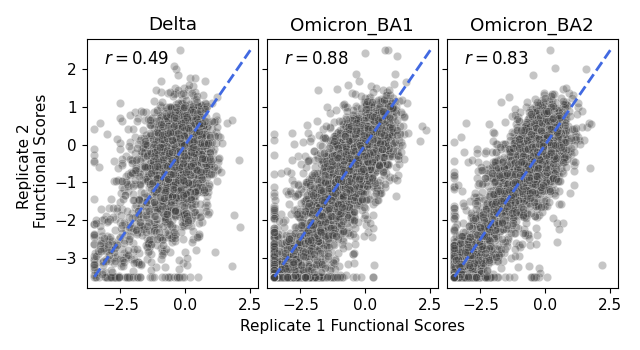 Delta
Omicron_BA1
Omicron_BA2
r = 0.49
r = 0.88
r = 0.83
2
1
0
−1
−2
−3
Replicate 2
Functional Scores
−2.5 0.0 2.5
−2.5 0.0 2.5
−2.5 0.0 2.5
Replicate 1 Functional Scores